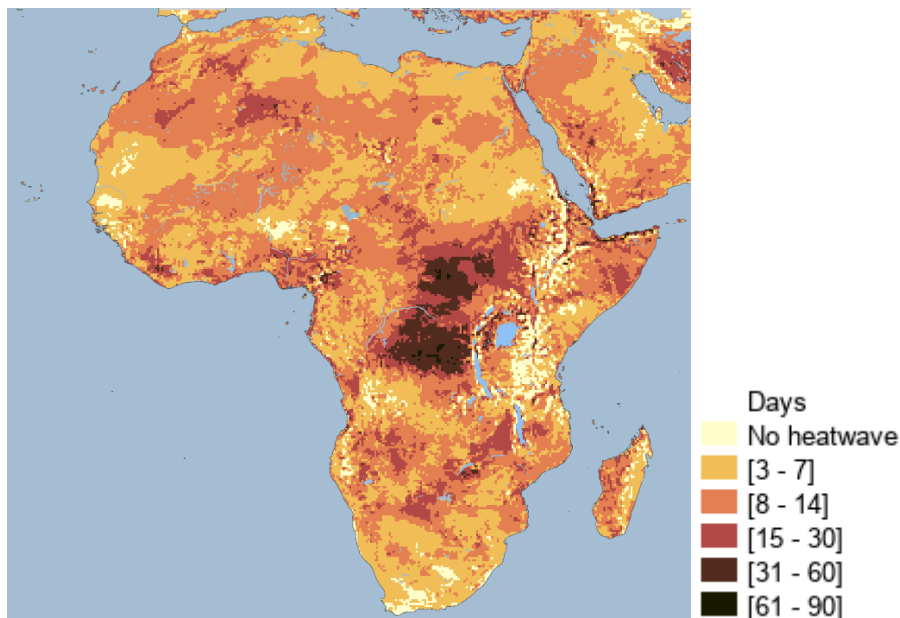 Days
No heatwave
[3 - 7]
[8 - 14]
[15 - 30]
[31 - 60]
[61 - 90]